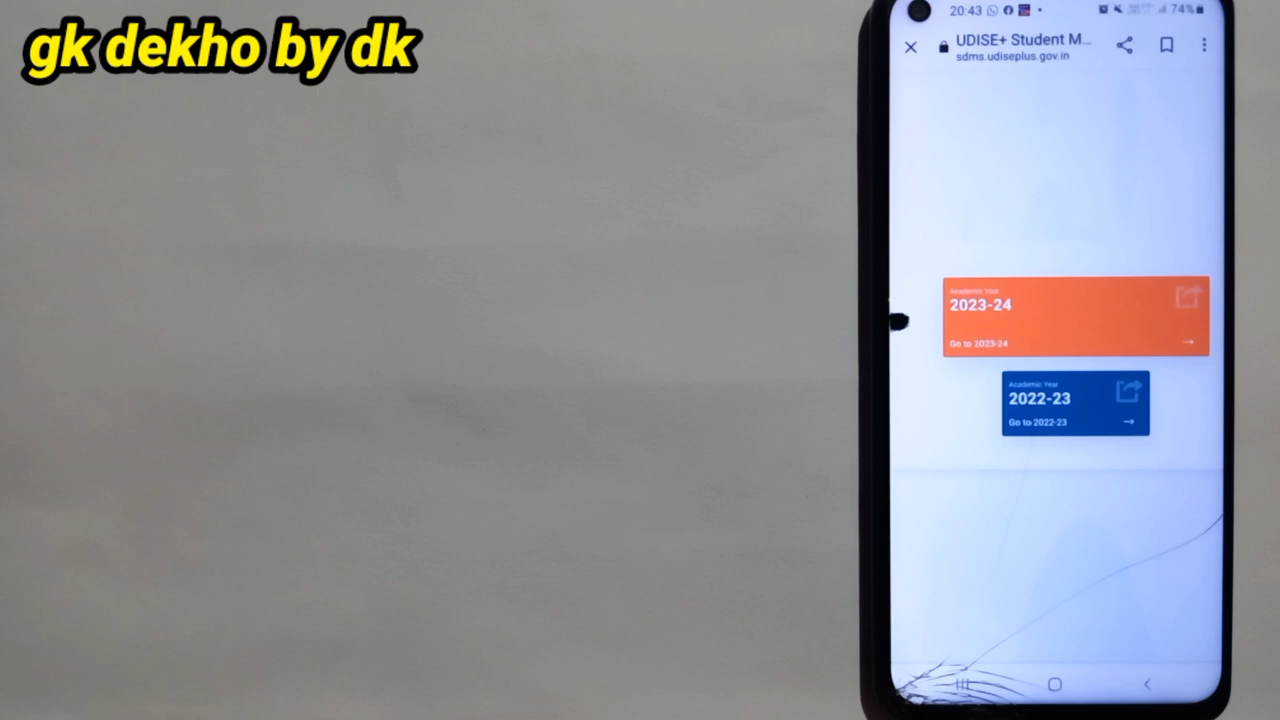 gk dekho by dk
20:43
74%
UDISE+ Student M...
sdms.udiseplus.gov.in
Academic Year
2023-24
Go to 2023-24
Academic Year
2022-23
Go to 2022-23